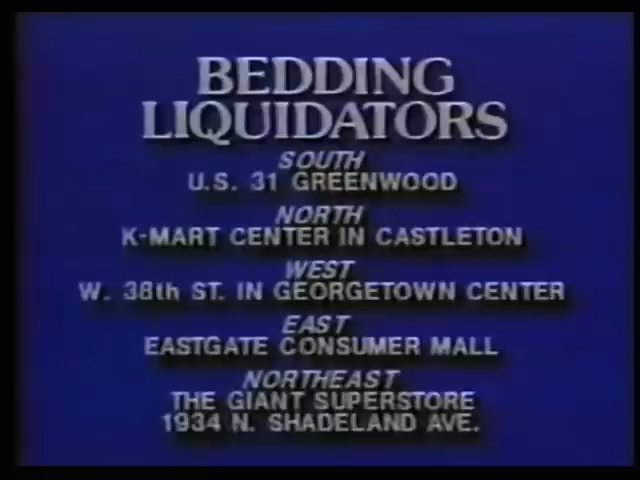 BEDDING
LIQUIDATORS
SOUTH
U.S. 31 GREENWOOD
NORTH
K-MART CENTER IN CASTLETON
WEST
W. 38th ST. IN GEORGETOWN CENTER
EAST
EASTGATE CONSUMER MALL
NORTHEAST
THE GIANT SUPERSTORE
1934 N. SHADELAND AVE.